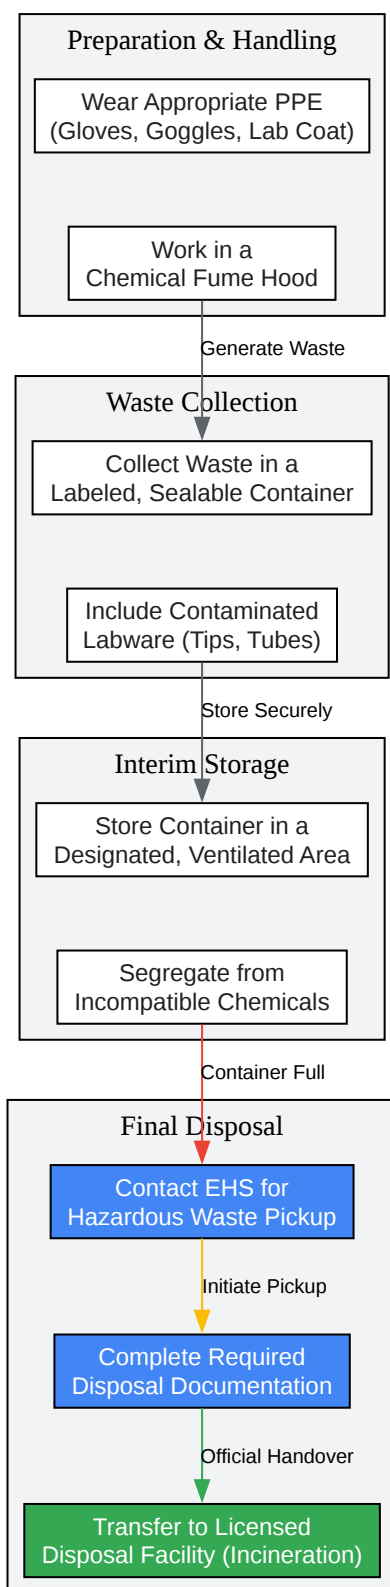 Preparation & Handling
Wear Appropriate PPE
(Gloves, Goggles, Lab Coat)
Work in a
Chemical Fume Hood
Generate Waste
Waste Collection
Collect Waste in a
Labeled, Sealable Container
Include Contaminated
Labware (Tips, Tubes)
Store Securely
Interim Storage
Store Container in a
Designated, Ventilated Area
Segregate from
Incompatible Chemicals
Container Full
Final Disposal
Contact EHS for
Hazardous Waste Pickup
Initiate Pickup
Complete Required
Disposal Documentation
Official Handover
Transfer to Licensed
Disposal Facility (Incineration)